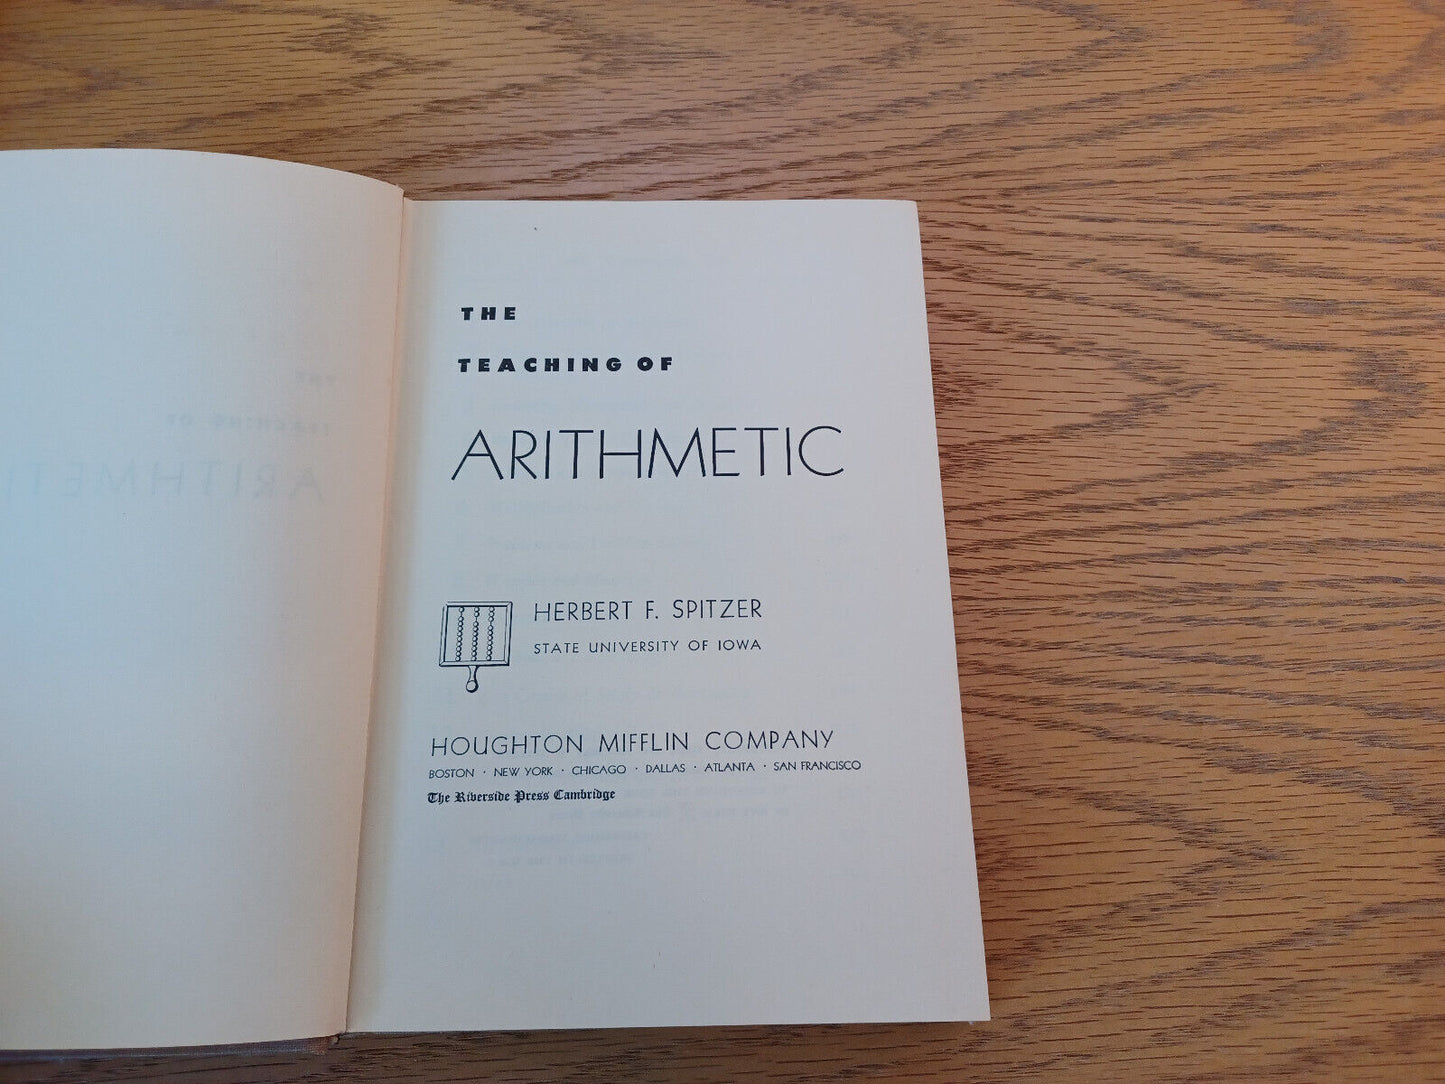 THE
TEACHING OF
ARITHMETIC
HERBERT F. SPITZER
STATE UNIVERSITY OF IOWA
HOUGHTON MIFFLIN COMPANY
BOSTON · NEW YORK · CHICAGO · DALLAS · ATLANTA · SAN FRANCISCO
The Riverside Press Cambridge